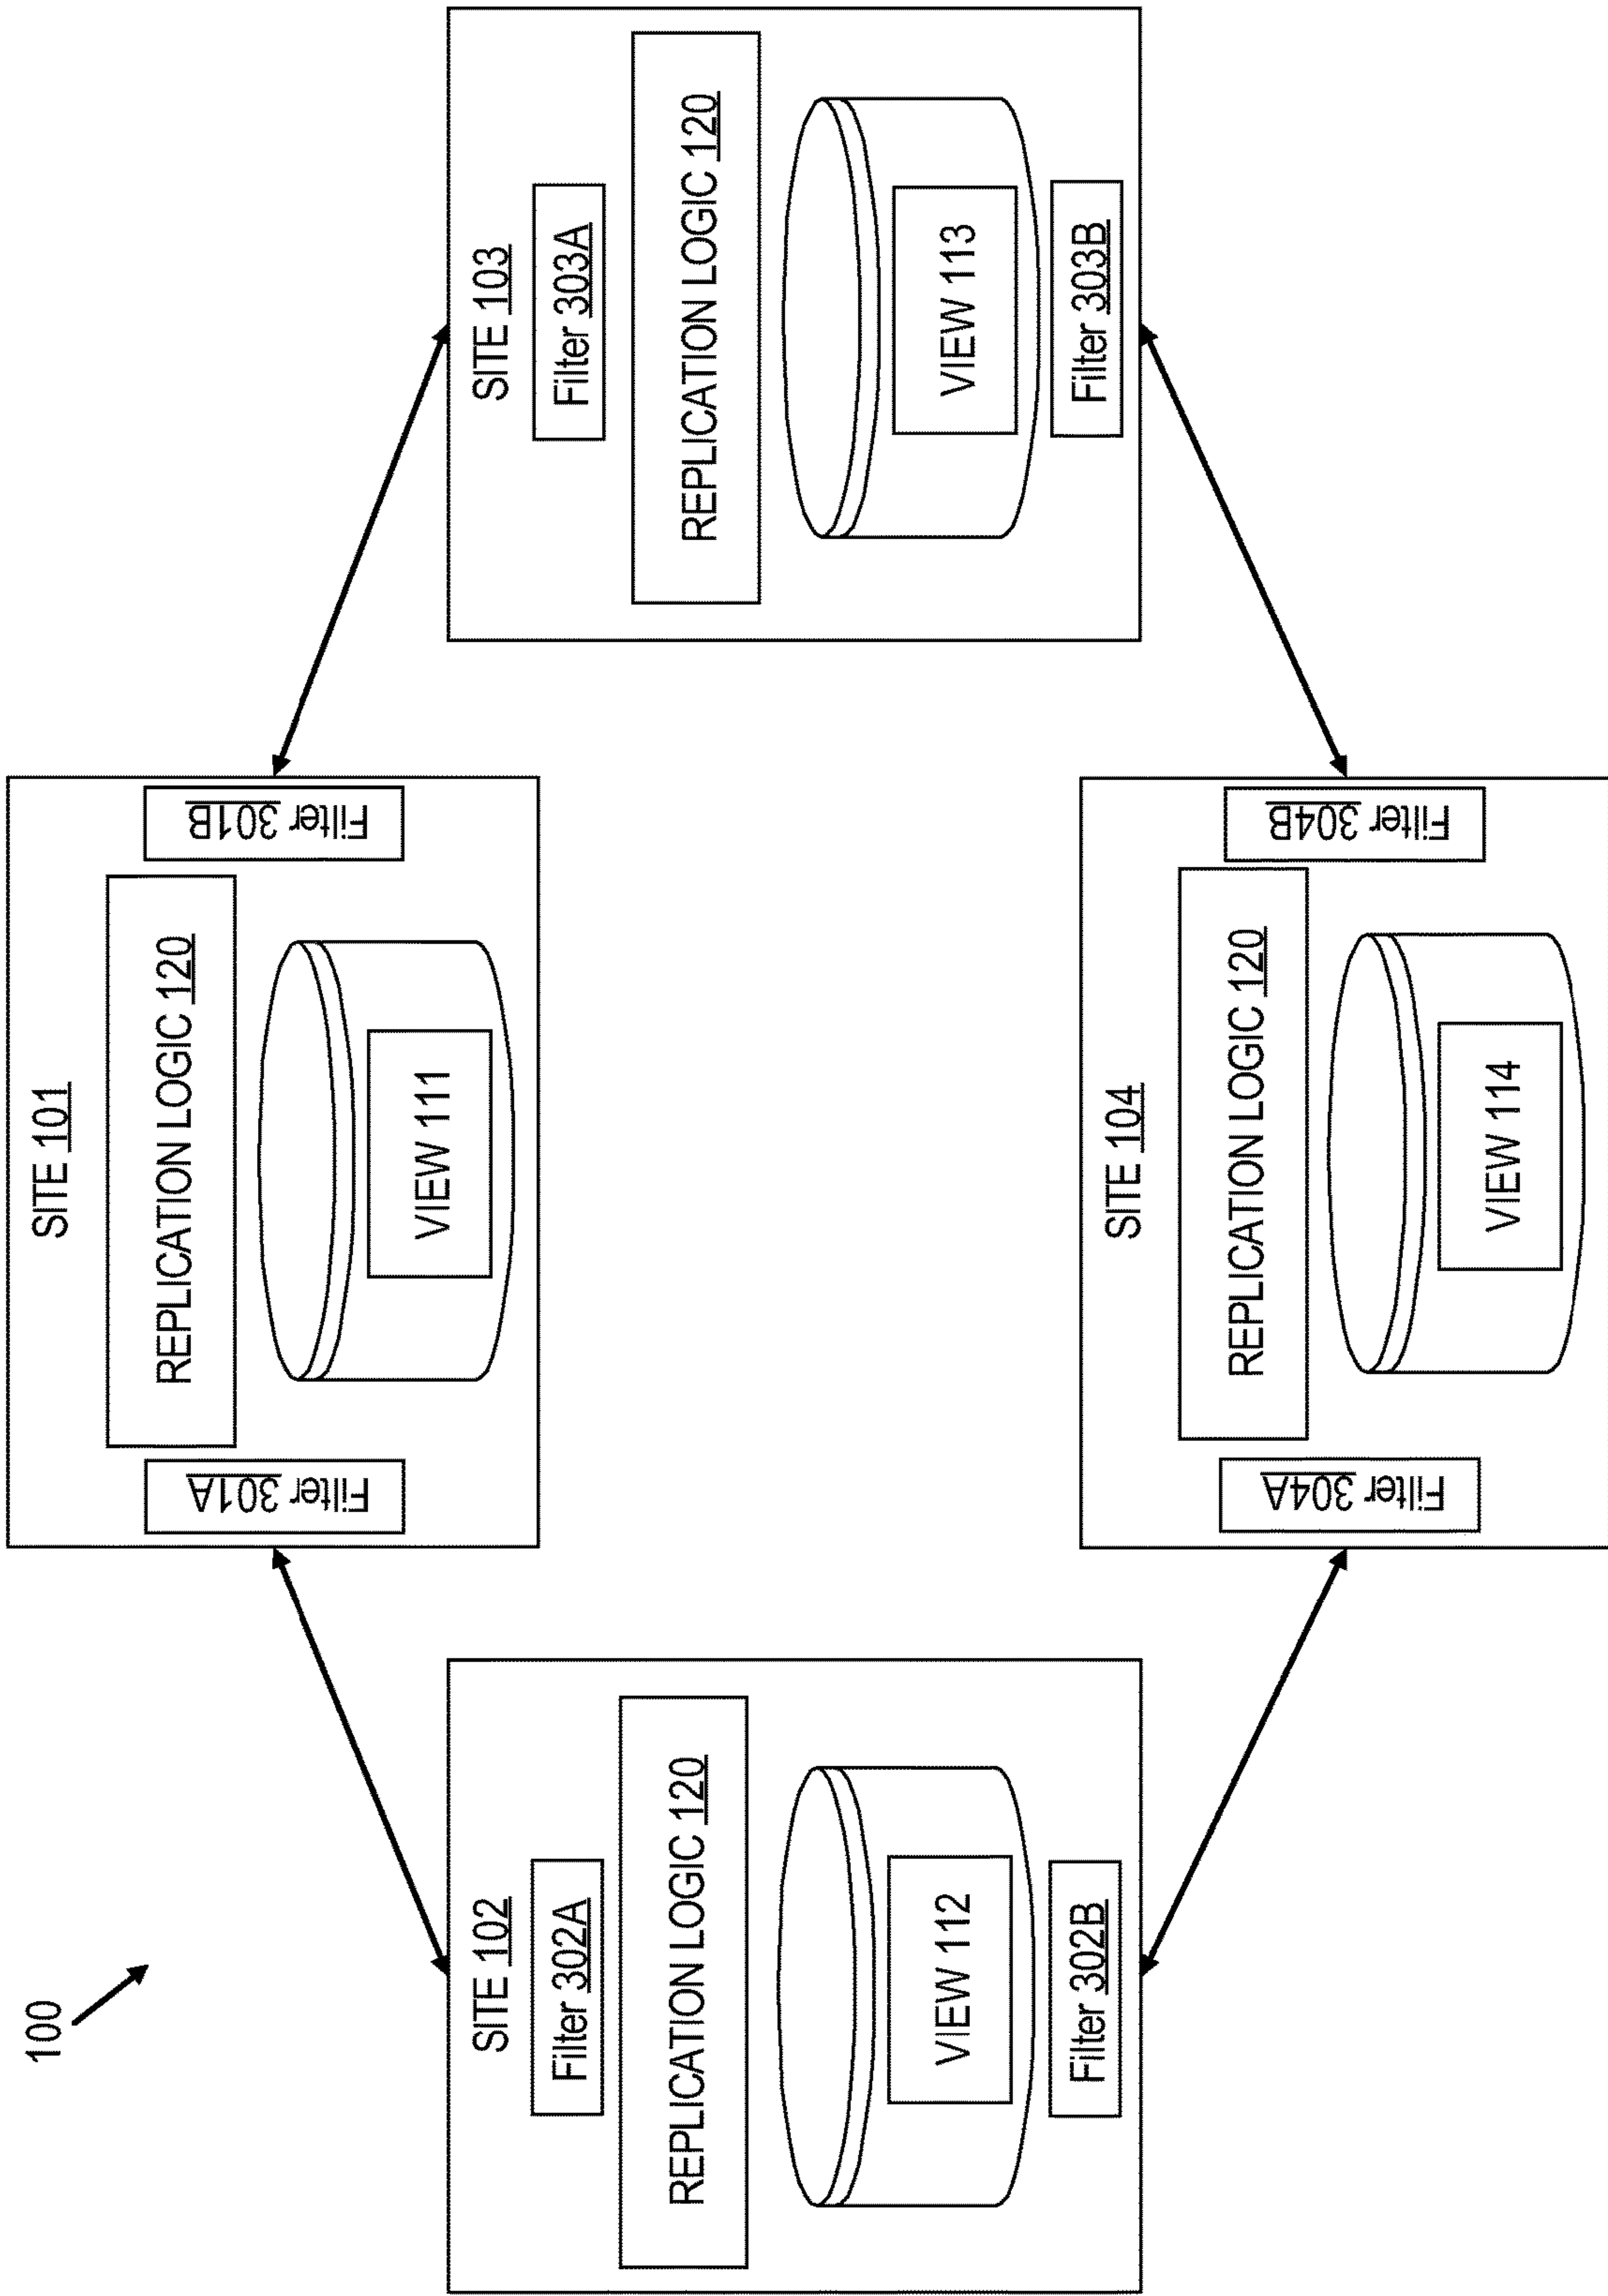 100
SITE 101
REPLICATION LOGIC 120
Filter 301A
Filter 301B
VIEW 111
SITE 102
Filter 302A
REPLICATION LOGIC 120
VIEW 112
Filter 302B
SITE 103
Filter 303A
REPLICATION LOGIC 120
VIEW 113
Filter 303B
SITE 104
REPLICATION LOGIC 120
Filter 304A
Filter 304B
VIEW 114